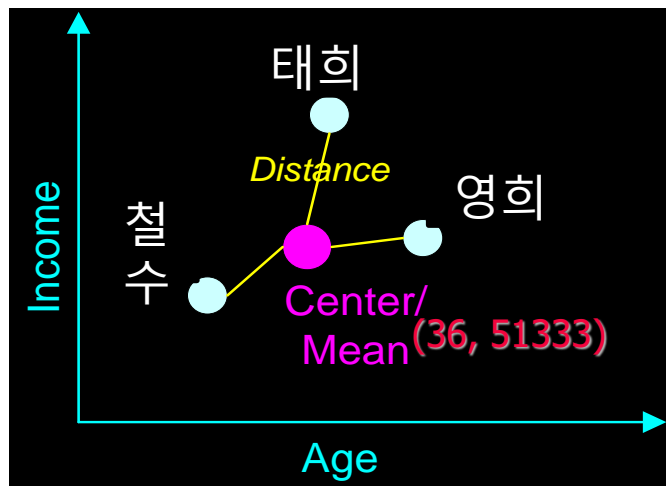 태희
Distance
영희
철
수
Income
Center/
Mean
(36, 51333)
Age